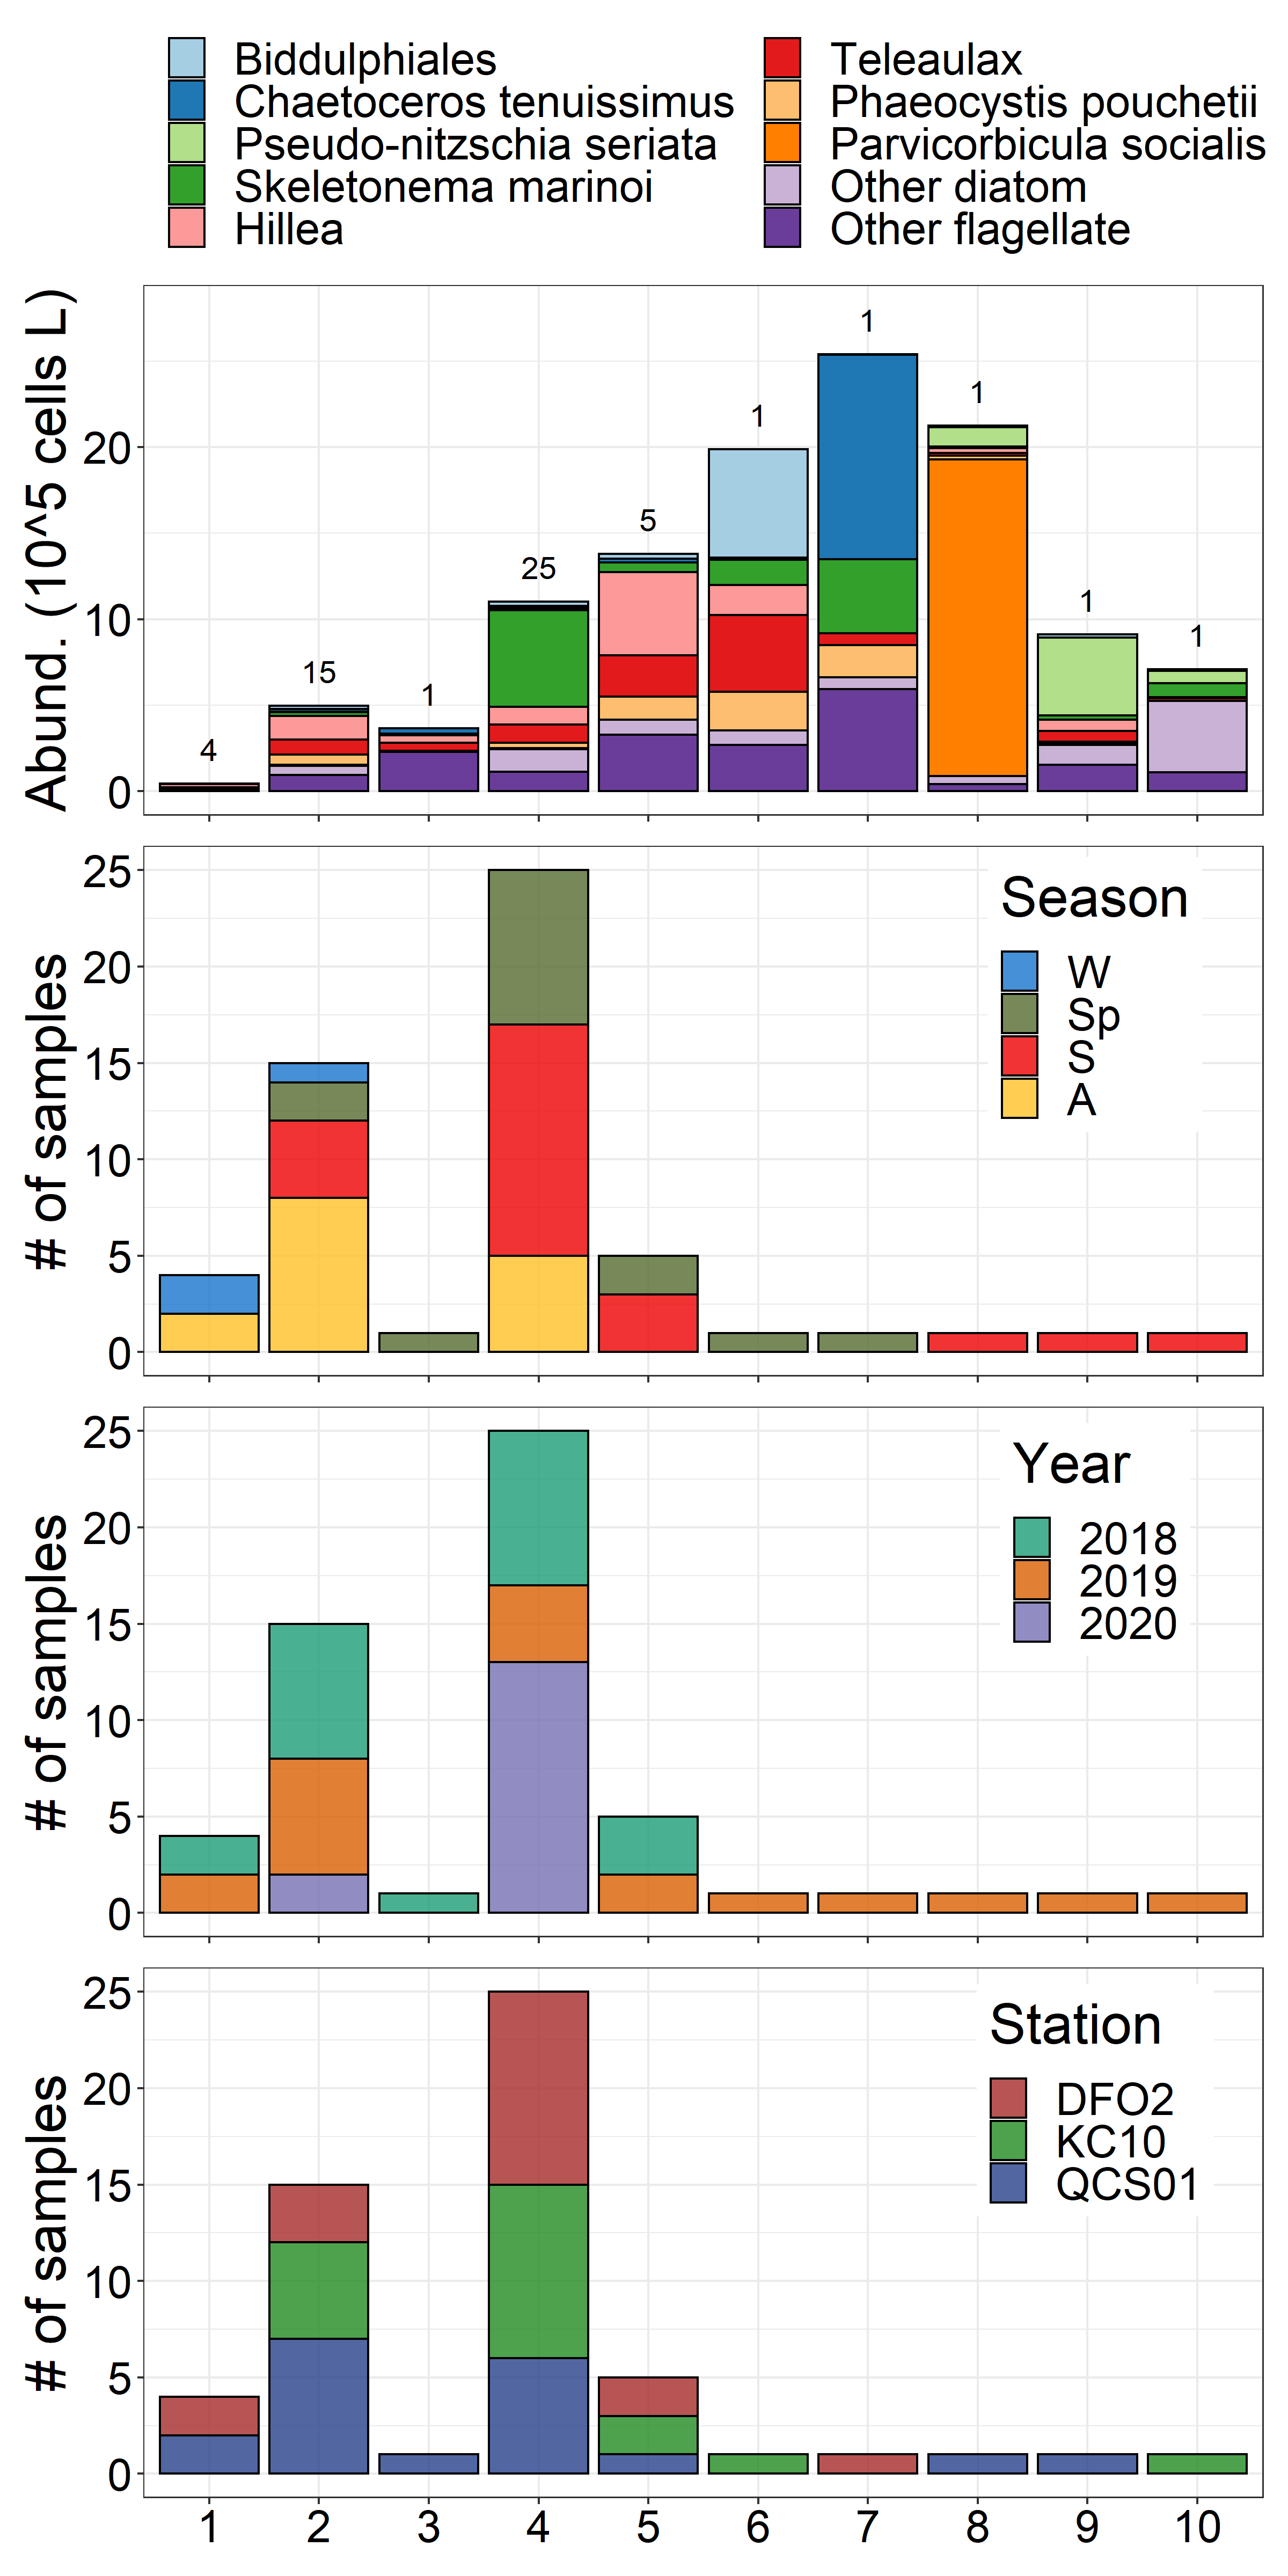 Biddulphiales
Chaetoceros tenuissimus
Pseudo-nitzschia seriata
Skeletonema marinoi
Hillea
Teleaulax
Phaeocystis pouchetii
Parvicorbicula socialis
Other diatom
Other flagellate
Abund. (10^5 cells L)
20
10
0
4
15
1
25
5
1
1
1
1
1
# of samples
25
20
15
10
5
0
Season
W
Sp
S
A
# of samples
25
20
15
10
5
0
Year
2018
2019
2020
# of samples
25
20
15
10
5
0
Station
DFO2
KC10
QCS01
1 2 3 4 5 6 7 8 9 10